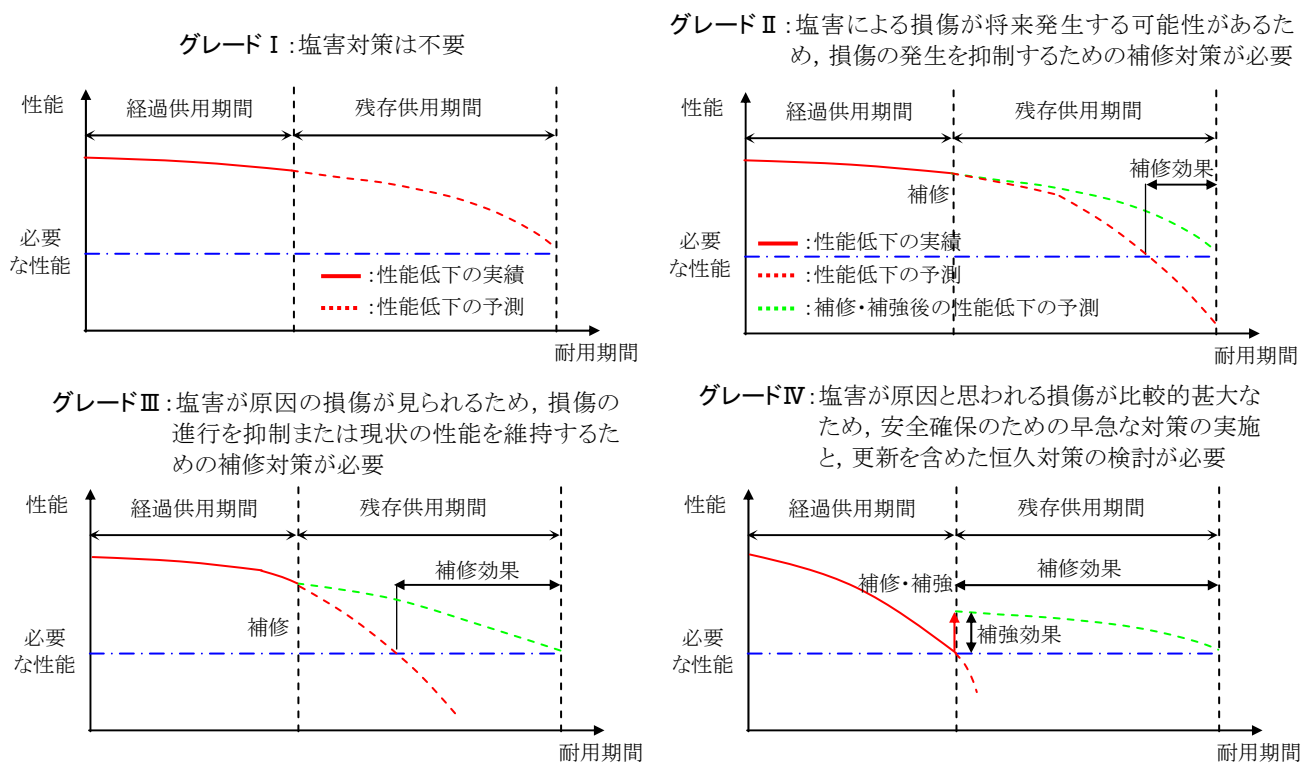 グレードⅠ:塩害対策は不要
性能
経過供用期間
残存供用期間
必要
な性能
:性能低下の実績
:性能低下の予測
耐用期間
グレードⅡ:塩害による損傷が将来発生する可能性があるた
め,損傷の発生を抑制するための補修対策が必要
性能
経過供用期間
残存供用期間
補修効果
補修
必要
な性能
:性能低下の実績
:性能低下の予測
:補修・補強後の性能低下の予測
耐用期間
グレードⅢ:塩害が原因の損傷が見られるため,損傷の
進行を抑制または現状の性能を維持するた
めの補修対策が必要
性能
経過供用期間
残存供用期間
補修効果
補修
必要
な性能
耐用期間
グレードⅣ:塩害が原因と思われる損傷が比較的甚大な
ため,安全確保のための早急な対策の実施
と,更新を含めた恒久対策の検討が必要
性能
経過供用期間
残存供用期間
補修効果
補修・補強
補強効果
必要
な性能
耐用期間